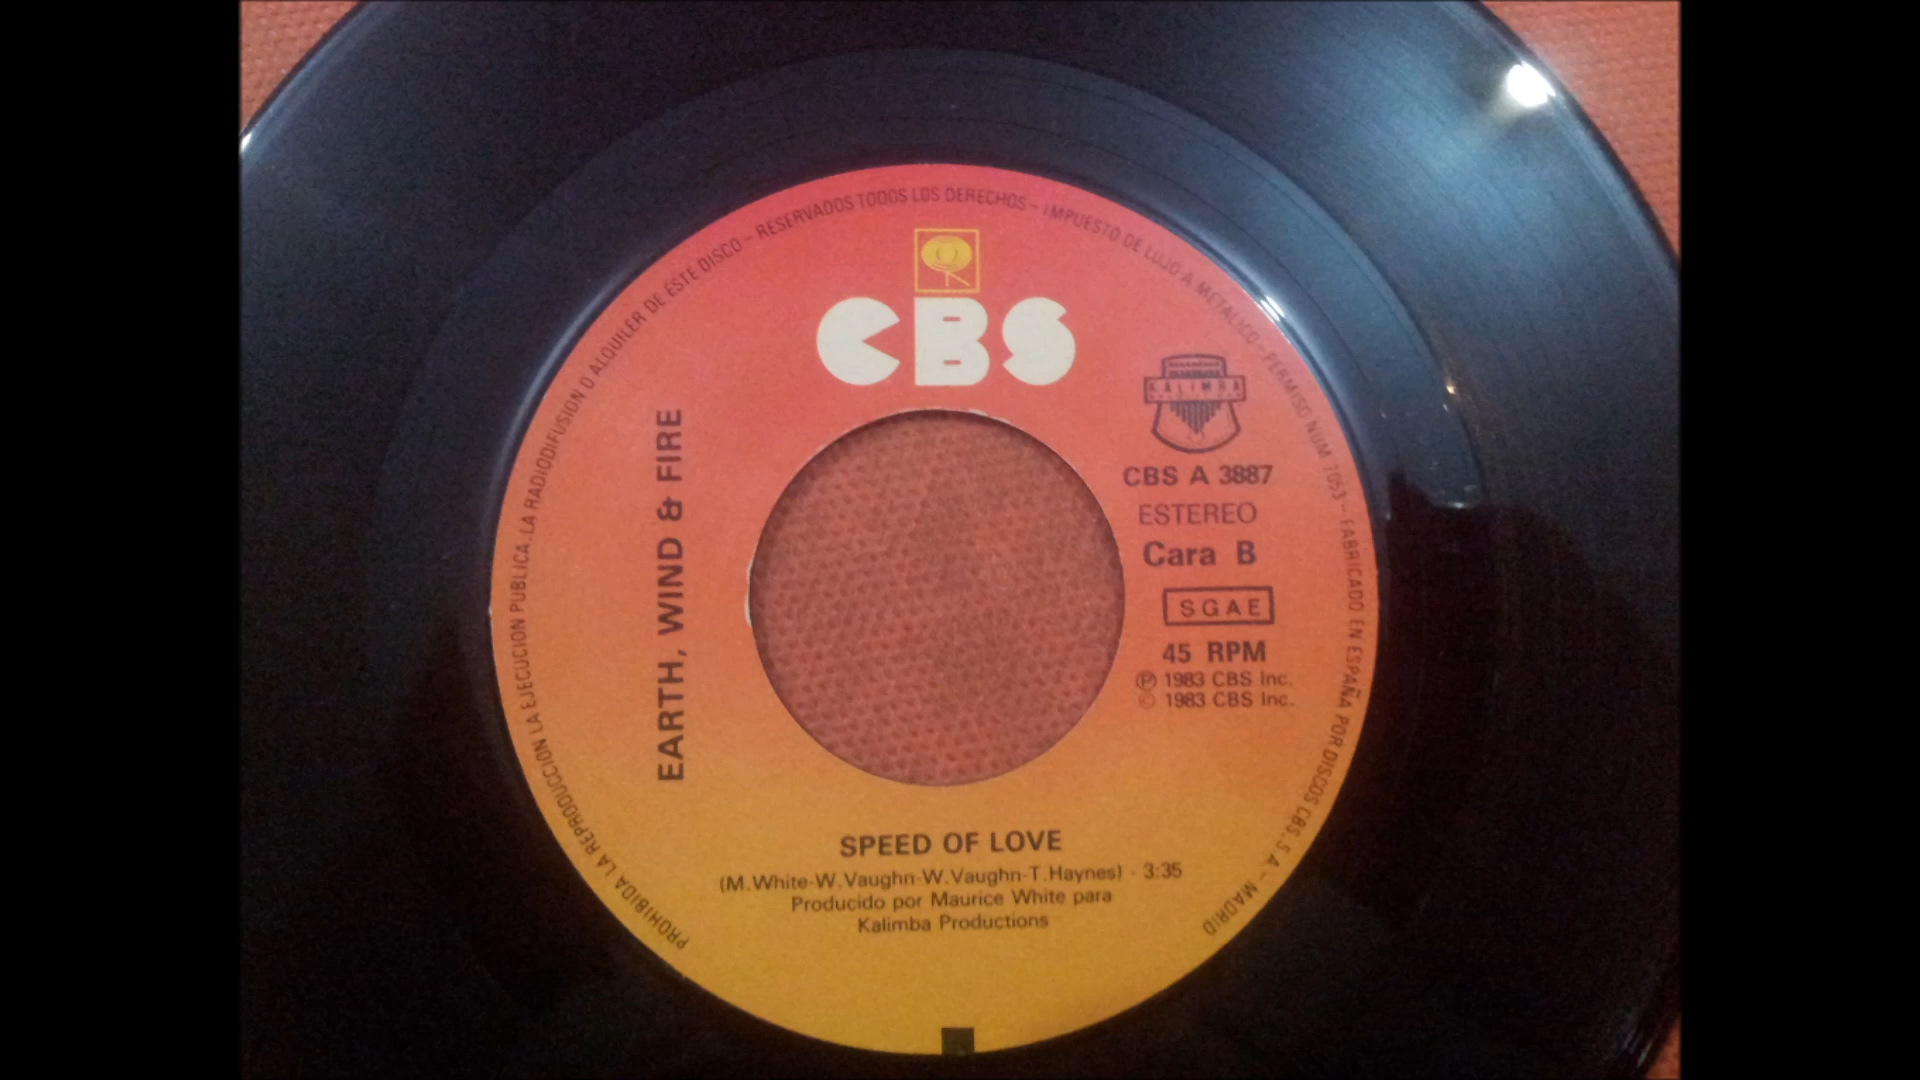 PROHIBIDA LA REPRODUCCION LA EJECUCION PUBLICA. LA RADIODIFUSION O ALQUILER DE ESTE DISCO - RESERVADOS TODOS LOS DERECHOS - IMPUESTO DE LUJO A METALICO - PERMISO NUM 7053 - FABRICADO EN ESPAÑA POR DISCOS CBS. S.A. - MADRID
CBS
EARTH, WIND & FIRE
KALIMBA
CBS A 3887
ESTEREO
Cara B
SGAE
45 RPM
℗ 1983 CBS Inc.
© 1983 CBS Inc.
SPEED OF LOVE
(M. White-W. Vaughn-W. Vaughn-T. Haynes) - 3:35
Producido por Maurice White para
Kalimba Productions